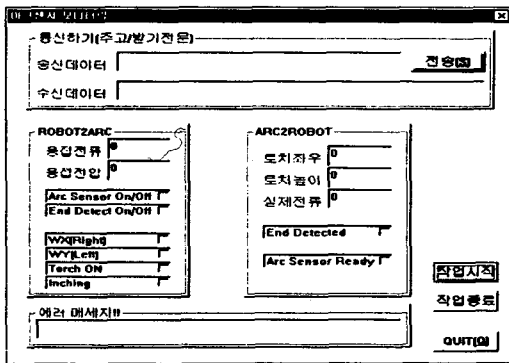 통신하기(주고/받기전문)
송신데이터
전송(S)
수신데이터
ROBOT2ARC
용접전류 0
용접전압 0
Arc Sensor On/Off
End Detect On/Off
WX(Right)
WY(Left)
Torch ON
Inching
ARC2ROBOT
토치좌우 0
토치높이 0
실제전류 0
End Detected
Arc Sensor Ready
작업시작
작업종료
에러 메세지!!
QUIT(Q)